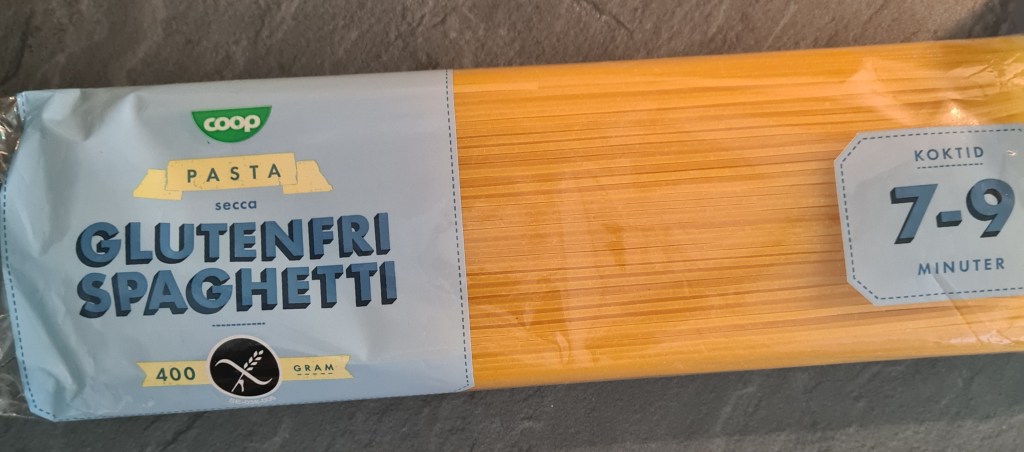 coop
PASTA
secca
GLUTENFRI
SPAGHETTI
400 GRAM
KOKTID
7-9
MINUTER